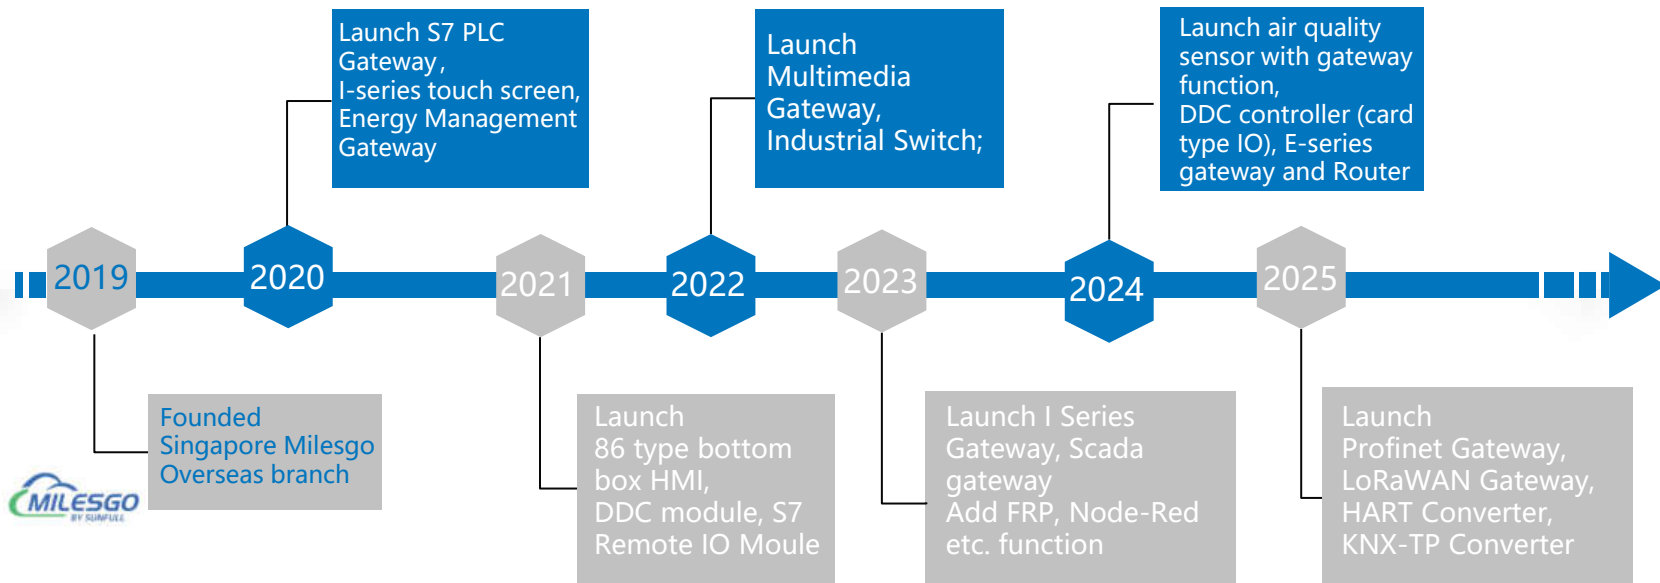 Launch S7 PLC
Gateway,
I-series touch screen,
Energy Management
Gateway
Launch
Multimedia
Gateway,
Industrial Switch;
Launch air quality
sensor with gateway
function,
DDC controller (card
type IO), E-series
gateway and Router
2019
2020
2021
2022
2023
2024
2025
Founded
Singapore Milesgo
Overseas branch
Launch
86 type bottom
box HMI,
DDC module, S7
Remote IO Moule
Launch I Series
Gateway, Scada
gateway
Add FRP, Node-Red
etc. function
Launch
Profinet Gateway,
LoRaWAN Gateway,
HART Converter,
KNX-TP Converter
MILESGO
BY SUNFULL